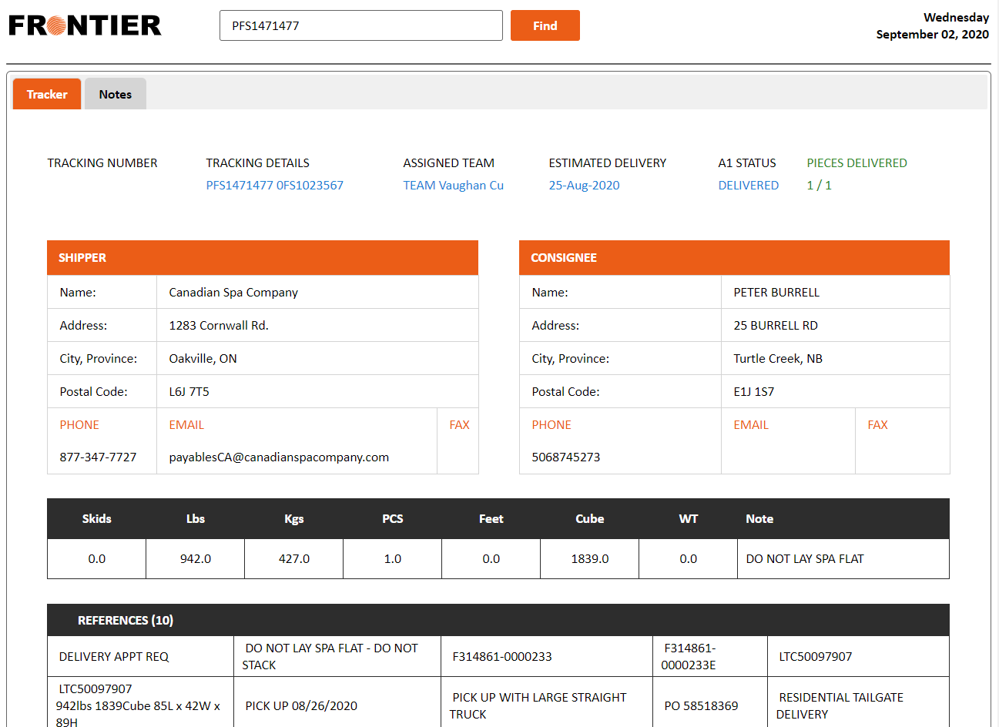 FRONTIER
PFS1471477
Find
Wednesday
September 02, 2020
Tracker
Notes
TRACKING NUMBER
TRACKING DETAILS
ASSIGNED TEAM
ESTIMATED DELIVERY
A1 STATUS
PIECES DELIVERED
PFS1471477 0FS1023567
TEAM Vaughan Cu
25-Aug-2020
DELIVERED
1 / 1
SHIPPER
Name: Canadian Spa Company
Address: 1283 Cornwall Rd.
City, Province: Oakville, ON
Postal Code: L6J 7T5
PHONE EMAIL FAX
877-347-7727 payablesCA@canadianspacompany.com
CONSIGNEE
Name: PETER BURRELL
Address: 25 BURRELL RD
City, Province: Turtle Creek, NB
Postal Code: E1J 1S7
PHONE EMAIL FAX
5068745273
Skids Lbs Kgs PCS Feet Cube WT Note
0.0 942.0 427.0 1.0 0.0 1839.0 0.0 DO NOT LAY SPA FLAT
REFERENCES (10)
DELIVERY APPT REQ
DO NOT LAY SPA FLAT - DO NOT
STACK
F314861-0000233
F314861-
0000233E
LTC50097907
LTC50097907
942lbs 1839Cube 85L x 42W x
89H
PICK UP 08/26/2020
PICK UP WITH LARGE STRAIGHT
TRUCK
PO 58518369
RESIDENTIAL TAILGATE
DELIVERY